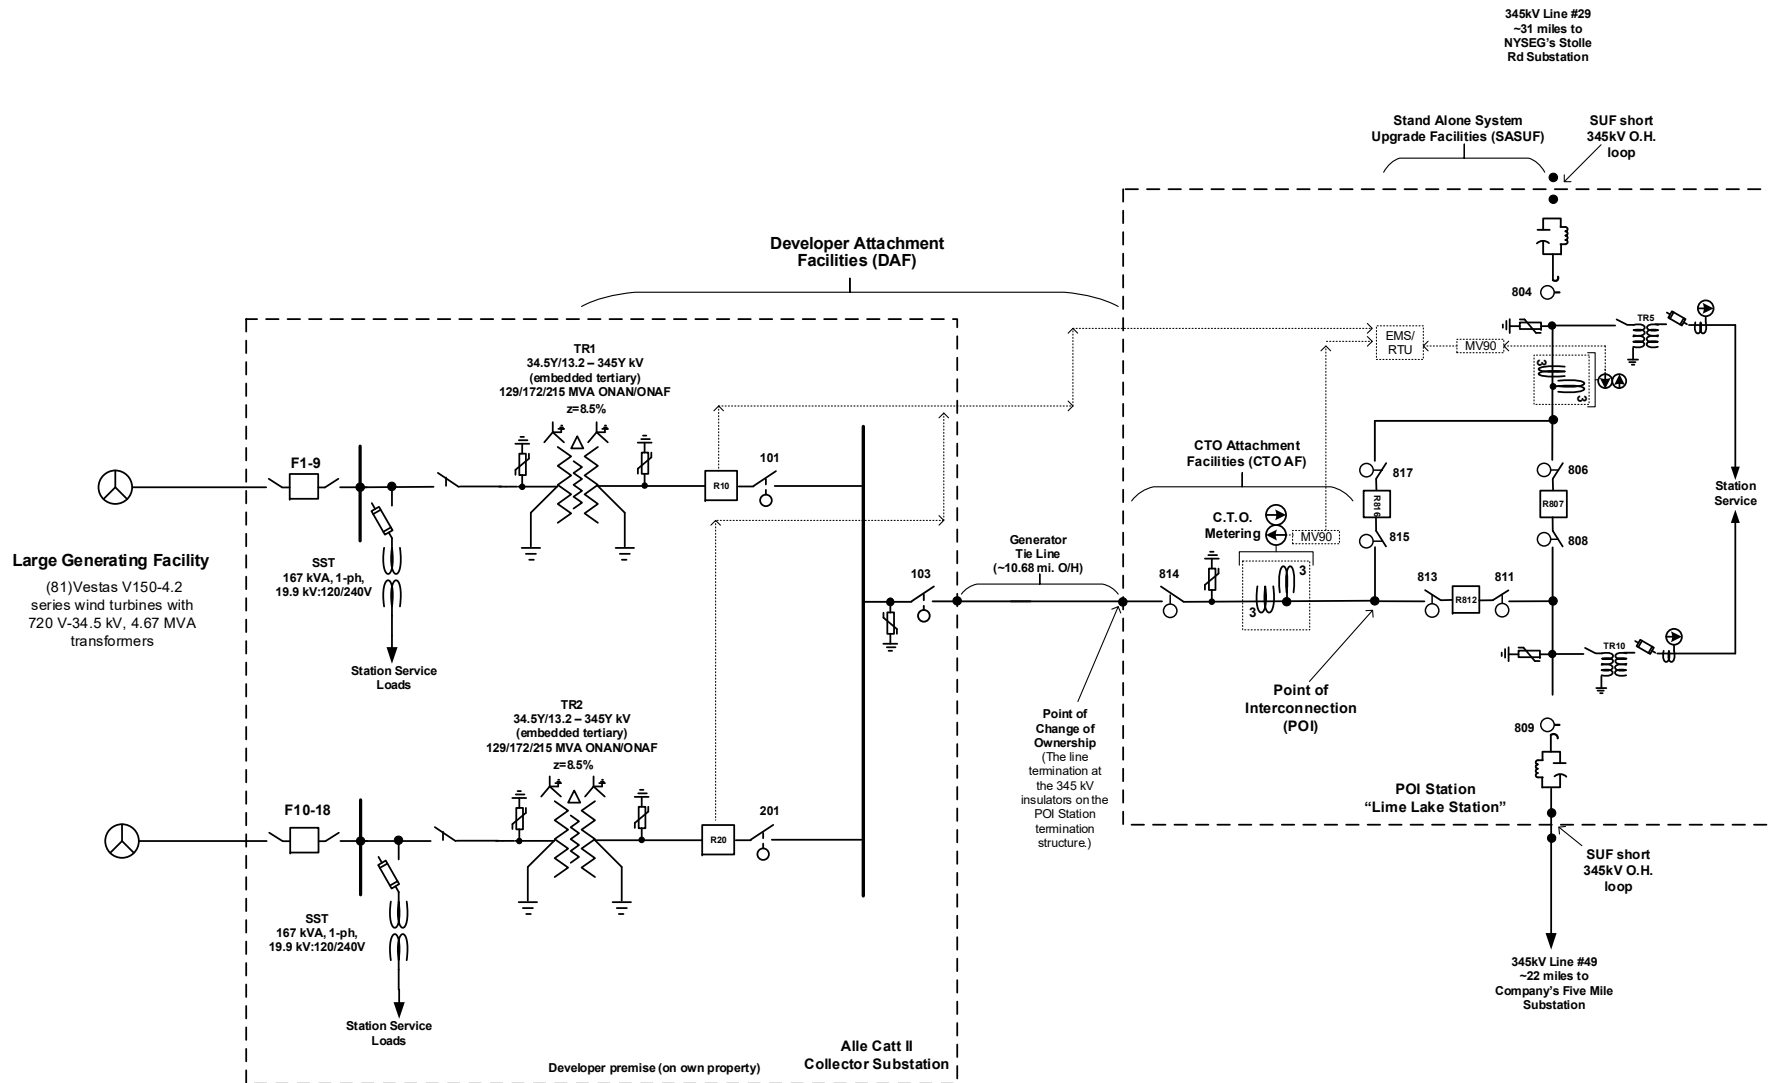 345kV Line #29
~31 miles to
NYSEG's Stolle
Rd Substation
Stand Alone System
Upgrade Facilities (SASUF)
SUF short
345kV O.H.
loop
Developer Attachment
Facilities (DAF)
804
TR5
EMS/
RTU
MV90
3
3
TR1
34.5Y/13.2 – 345Y kV
(embedded tertiary)
129/172/215 MVA ONAN/ONAF
z=8.5%
F1-9
R10
101
CTO Attachment
Facilities (CTO AF)
817
R816
815
806
R807
808
Station
Service
C.T.O.
Metering
MV90
3
3
Large Generating Facility
(81)Vestas V150-4.2
series wind turbines with
720 V-34.5 kV, 4.67 MVA
transformers
SST
167 kVA, 1-ph,
19.9 kV:120/240V
Station Service
Loads
103
Generator
Tie Line
(~10.68 mi. O/H)
814
813
R812
811
TR10
Point of
Interconnection
(POI)
Point of
Change of
Ownership
(The line
termination at
the 345 kV
insulators on the
POI Station
termination
structure.)
809
POI Station
“Lime Lake Station”
TR2
34.5Y/13.2 – 345Y kV
(embedded tertiary)
129/172/215 MVA ONAN/ONAF
z=8.5%
F10-18
R20
201
SST
167 kVA, 1-ph,
19.9 kV:120/240V
Station Service
Loads
SUF short
345kV O.H.
loop
345kV Line #49
~22 miles to
Company's Five Mile
Substation
Alle Catt II
Collector Substation
Developer premise (on own property)